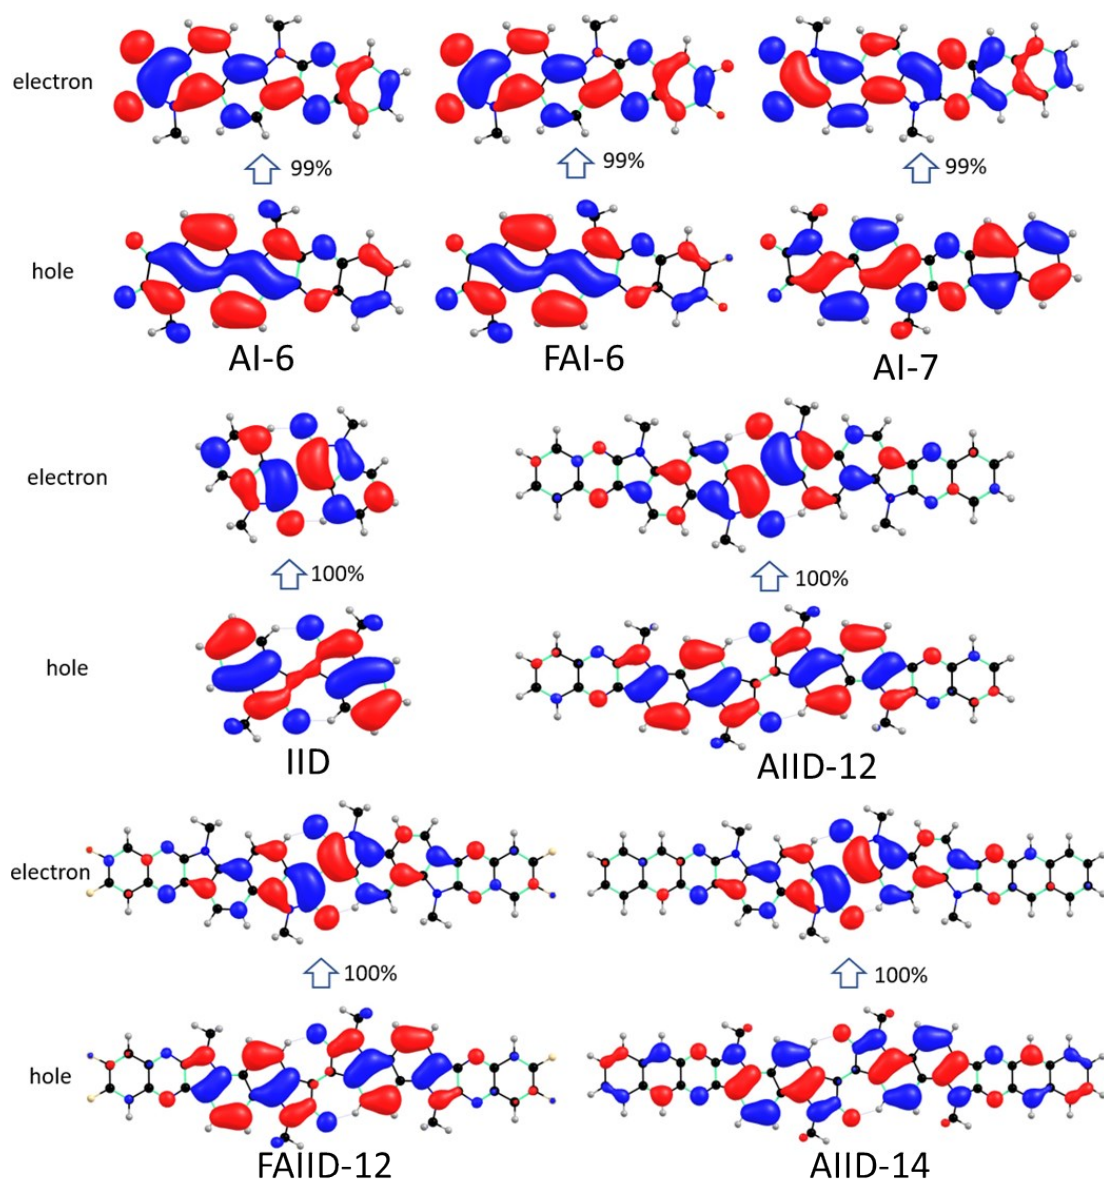 electron
99%
99%
99%
hole
AI-6
FAI-6
AI-7
electron
100%
100%
hole
IID
AIID-12
electron
100%
100%
hole
FAIID-12
AIID-14